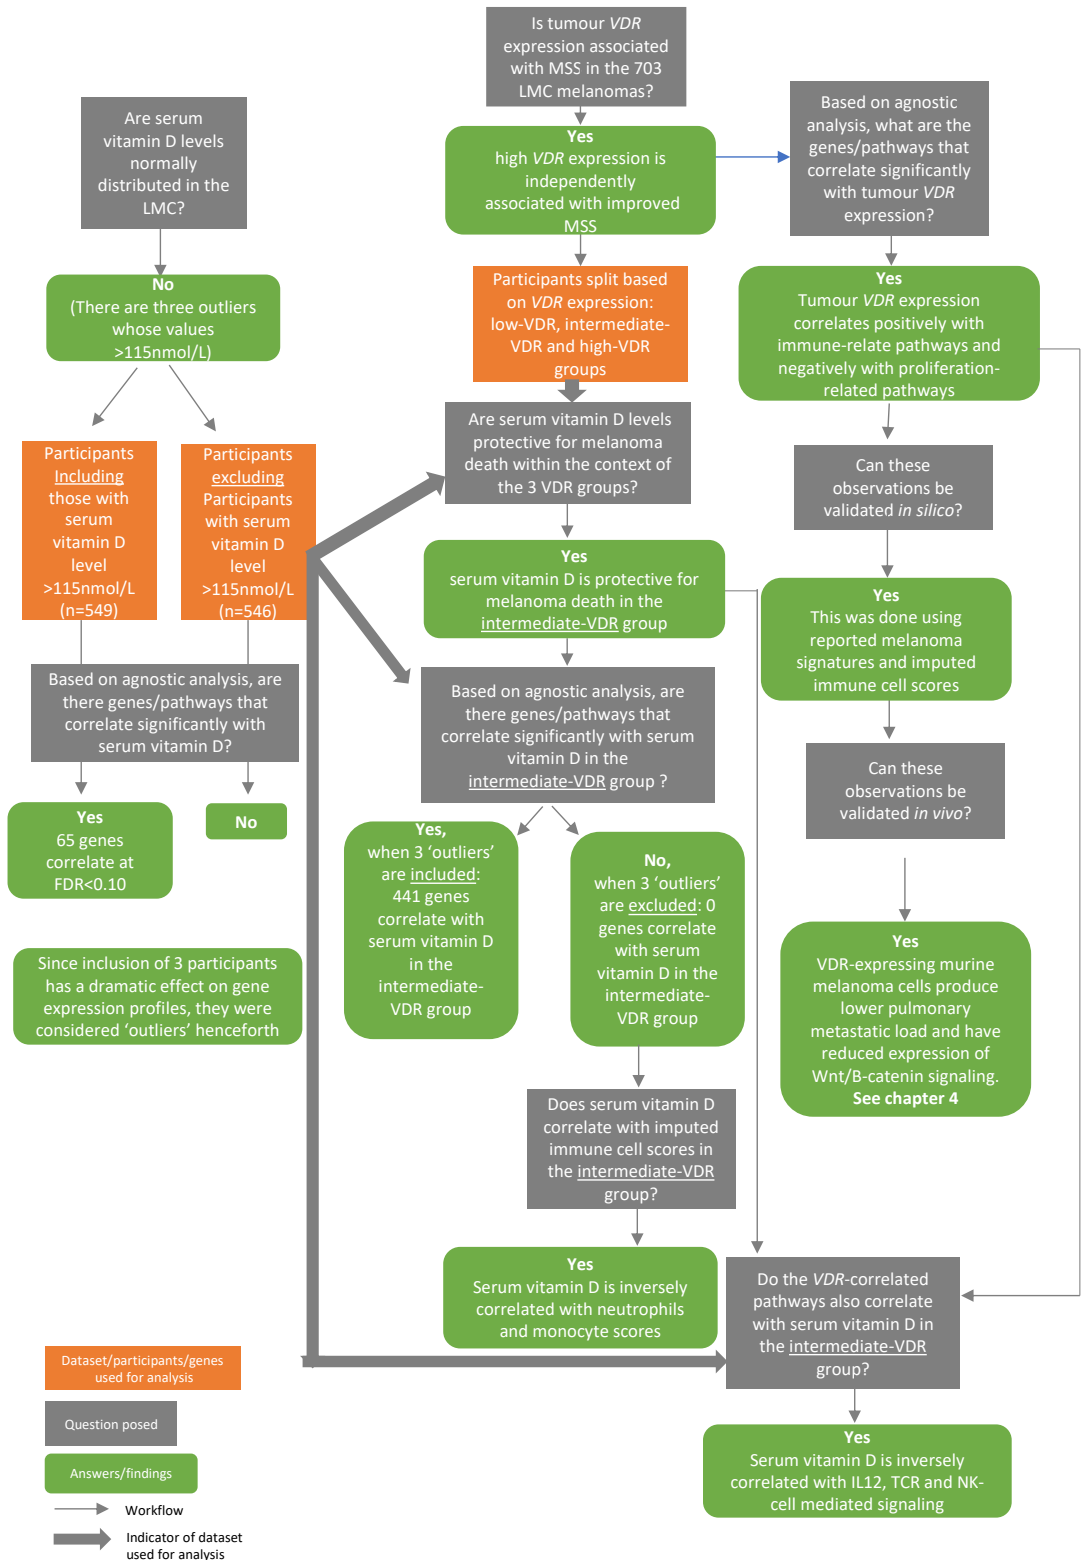 Is tumour VDR
expression associated
with MSS in the 703
LMC melanomas?
Are serum
vitamin D levels
normally
distributed in the
LMC?
Yes
high VDR expression is
independently
associated with improved
MSS
Based on agnostic
analysis, what are the
genes/pathways that
correlate significantly
with tumour VDR
expression?
No
(There are three outliers
whose values
>115nmol/L)
Participants split based
on VDR expression:
low-VDR, intermediate-
VDR and high-VDR
groups
Yes
Tumour VDR expression
correlates positively with
immune-relate pathways and
negatively with proliferation-
related pathways
Participants
Including
those with
serum
vitamin D
level
>115nmol/L
(n=549)
Participants
excluding
Participants
with serum
vitamin D
level
>115nmol/L
(n=546)
Are serum vitamin D levels
protective for melanoma
death within the context of
the 3 VDR groups?
Can these
observations be
validated in silico?
Yes
serum vitamin D is protective for
melanoma death in the
intermediate-VDR group
Yes
This was done using
reported melanoma
signatures and imputed
immune cell scores
Based on agnostic analysis, are
there genes/pathways that
correlate significantly with
serum vitamin D?
Based on agnostic analysis, are
there genes/pathways that
correlate significantly with serum
vitamin D in the
intermediate-VDR group ?
Can these
observations be
validated in vivo?
Yes
65 genes
correlate at
FDR<0.10
No
Yes,
when 3 ‘outliers’
are included:
441 genes
correlate with
serum vitamin D
in the
intermediate-
VDR group
No,
when 3 ‘outliers’
are excluded: 0
genes correlate
with serum
vitamin D in the
intermediate-
VDR group
Yes
VDR-expressing murine
melanoma cells produce
lower pulmonary
metastatic load and have
reduced expression of
Wnt/B-catenin signaling.
See chapter 4
Since inclusion of 3 participants
has a dramatic effect on gene
expression profiles, they were
considered ‘outliers’ henceforth
Does serum vitamin D
correlate with imputed
immune cell scores in
the intermediate-VDR
group?
Yes
Serum vitamin D is inversely
correlated with neutrophils
and monocyte scores
Do the VDR-correlated
pathways also correlate
with serum vitamin D in
the intermediate-VDR
group?
Yes
Serum vitamin D is inversely
correlated with IL12, TCR and NK-
cell mediated signaling
Dataset/participants/genes
used for analysis
Question posed
Answers/findings
Workflow
Indicator of dataset
used for analysis